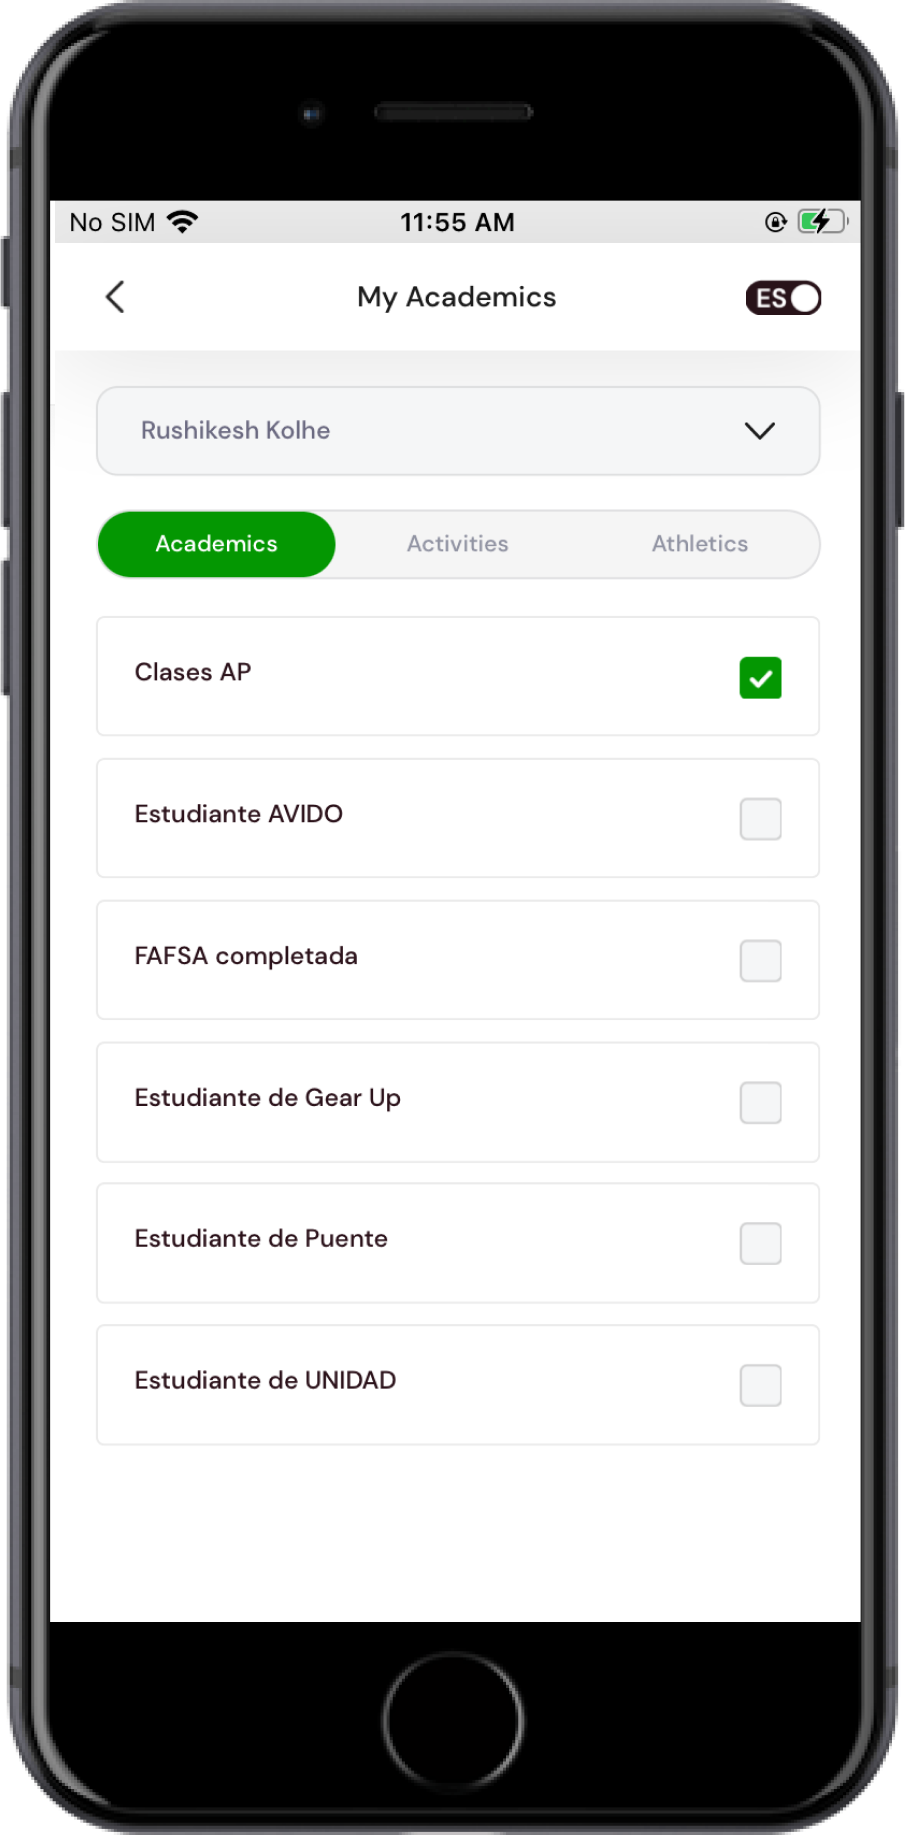 No SIM 11:55 AM
My Academics ES
Rushikesh Kolhe
Academics Activities Athletics
Clases AP
Estudiante AVIDO
FAFSA completada
Estudiante de Gear Up
Estudiante de Puente
Estudiante de UNIDAD